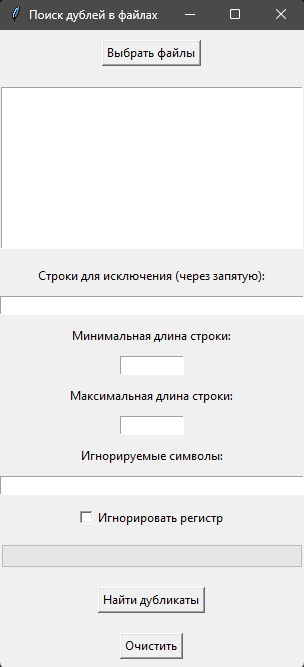 Поиск дублей в файлах
Выбрать файлы
Строки для исключения (через запятую):
Минимальная длина строки:
Максимальная длина строки:
Игнорируемые символы:
Игнорировать регистр
Найти дубликаты
Очистить